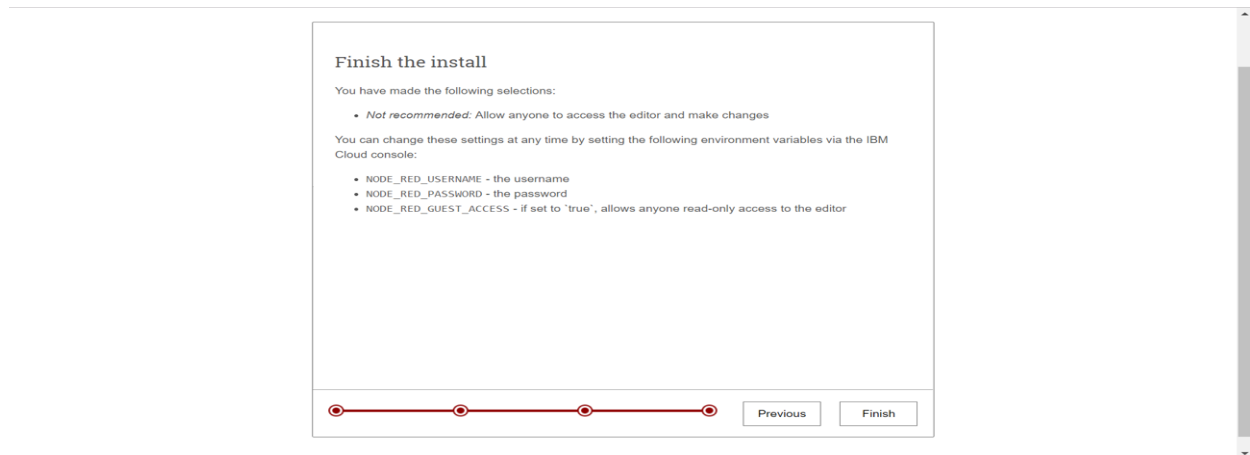 Finish the install
You have made the following selections:
• Not recommended: Allow anyone to access the editor and make changes
You can change these settings at any time by setting the following environment variables via the IBM
Cloud console:
• NODE_RED_USERNAME - the username
• NODE_RED_PASSWORD - the password
• NODE_RED_GUEST_ACCESS - if set to `true`, allows anyone read-only access to the editor
Previous
Finish